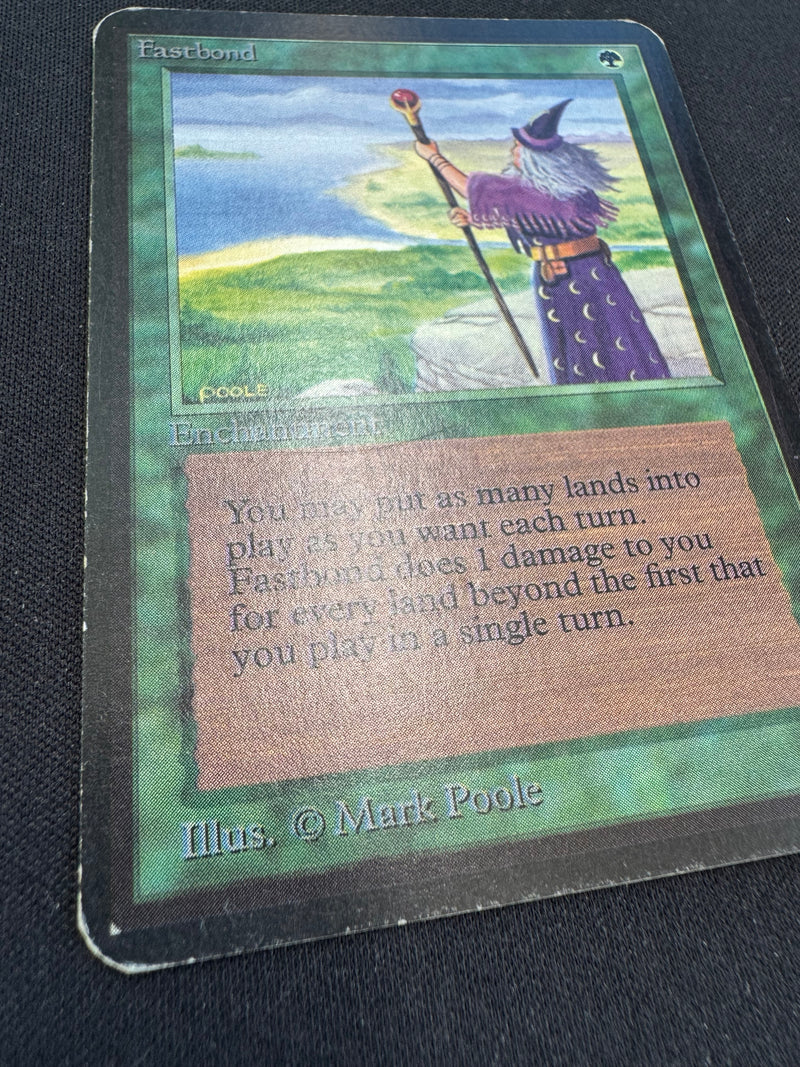 Fastbond
POOLE
Enchantment
You may put as many lands into
play as you want each turn.
Fastbond does 1 damage to you
for every land beyond the first that
you play in a single turn.
Illus. © Mark Poole